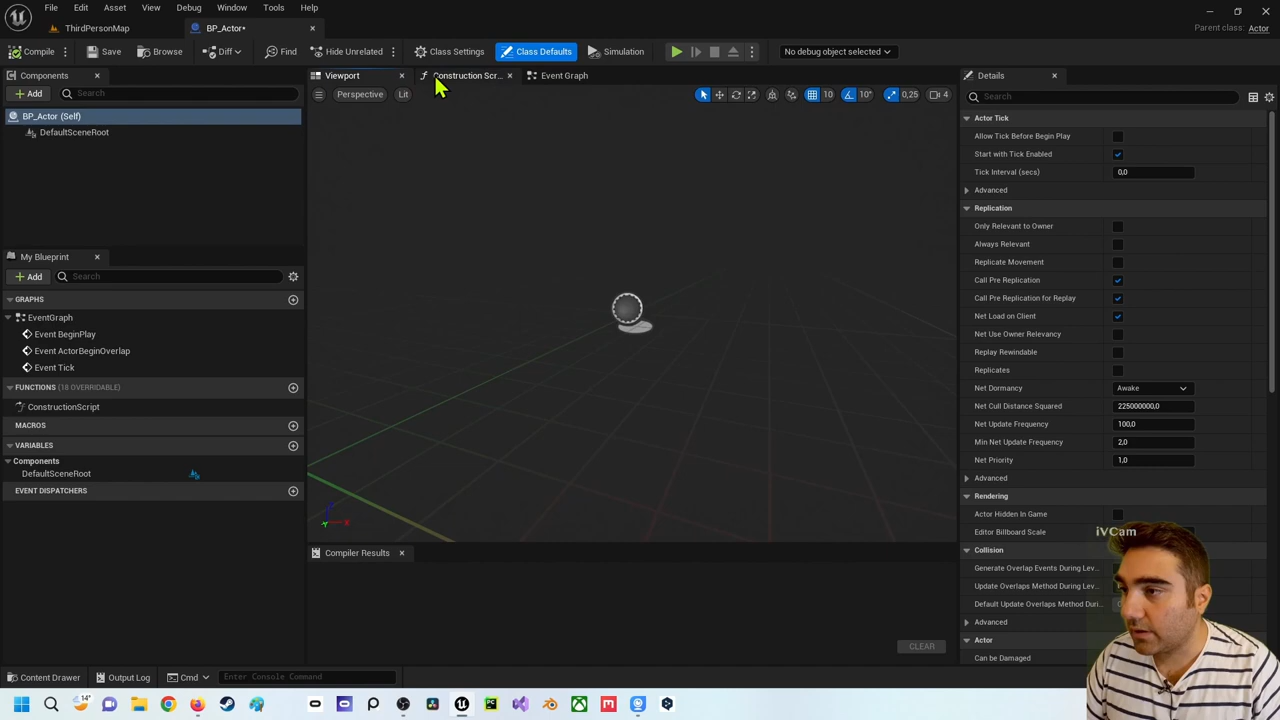 File Edit Asset View Debug Window Tools Help
ThirdPersonMap
BP_Actor•
Parent class: Actor
Compile
Save
Browse
Diff
Find
Hide Unrelated
Class Settings
Class Defaults
Simulation
No debug object selected
Components
Viewport
Construction Scr...
Event Graph
Details
Add
Search
Perspective
Lit
10
10°
0,25
4
Search
BP_Actor (Self)
DefaultSceneRoot
Actor Tick
Allow Tick Before Begin Play
Start with Tick Enabled
Tick Interval (secs) 0,0
Advanced
Replication
Only Relevant to Owner
Always Relevant
Replicate Movement
Call Pre Replication
Call Pre Replication for Replay
Net Load on Client
Net Use Owner Relevancy
Replay Rewindable
Replicates
Net Dormancy Awake
Net Cull Distance Squared 225000000,0
Net Update Frequency 100,0
Min Net Update Frequency 2,0
Net Priority 1,0
Advanced
Rendering
Actor Hidden In Game
Editor Billboard Scale
Collision
Generate Overlap Events During Lev...
Update Overlaps Method During Leve...
Default Update Overlaps Method Duri...
Advanced
Actor
Can be Damaged
My Blueprint
Add
Search
GRAPHS
EventGraph
Event BeginPlay
Event ActorBeginOverlap
Event Tick
FUNCTIONS (18 OVERRIDABLE)
ConstructionScript
MACROS
VARIABLES
Components
DefaultSceneRoot
EVENT DISPATCHERS
X
Compiler Results
CLEAR
iVCam
Content Drawer
Output Log
Cmd
Enter Console Command
14°